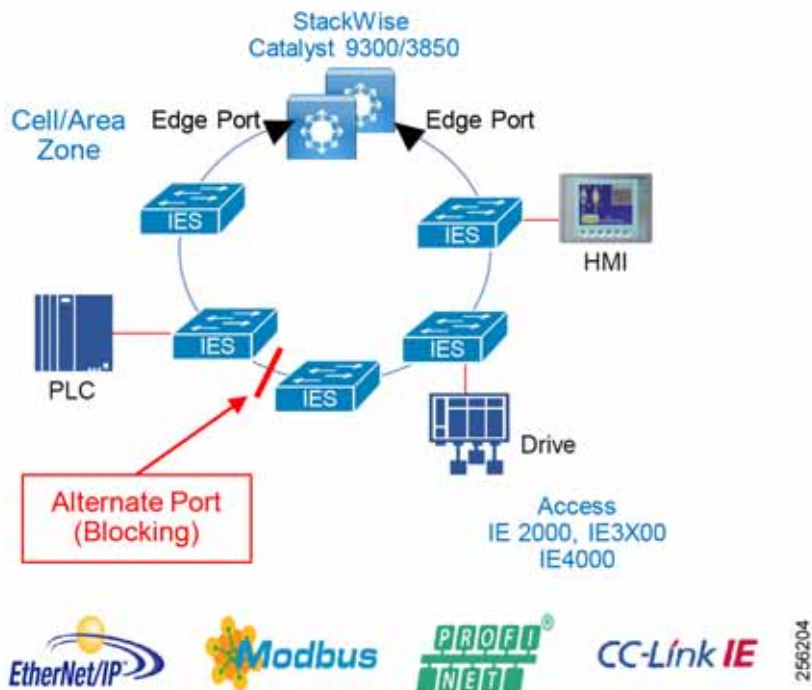 StackWise
Catalyst 9300/3850
Cell/Area
Zone
Edge Port
Edge Port
IES
IES
HMI
IES
IES
PLC
IES
Drive
Alternate Port
(Blocking)
Access
IE 2000, IE3X00
IE4000
EtherNet/IP
Modbus
PROFI
NET
®
CC-Link IE
256204